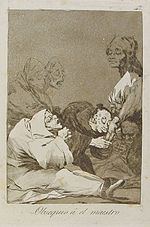 Obsequio á el maestro